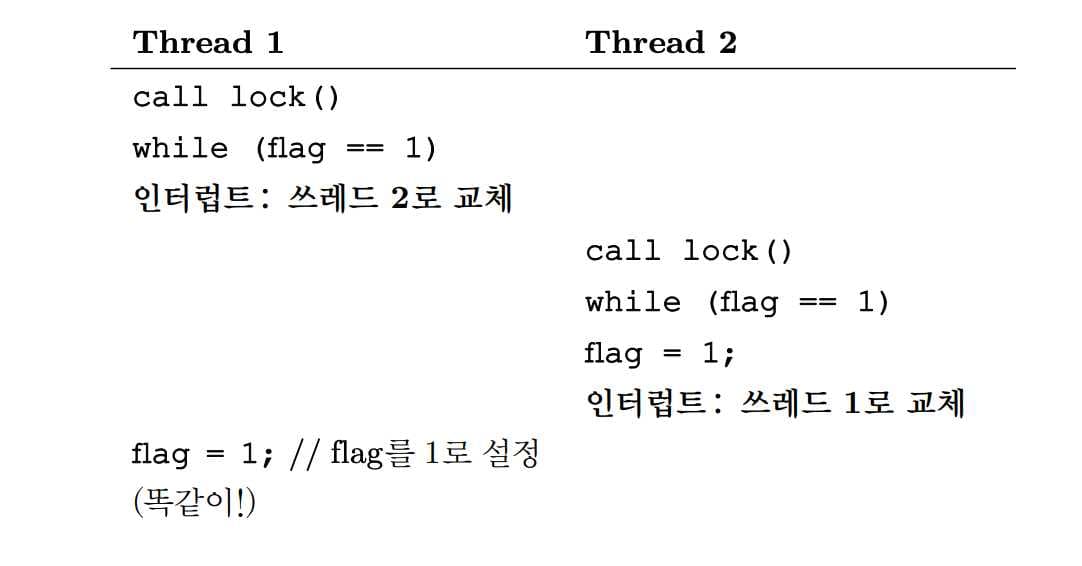 Thread 1 Thread 2
call lock()
while (flag == 1)
인터럽트: 쓰레드 2로 교체
call lock()
while (flag == 1)
flag = 1;
인터럽트: 쓰레드 1로 교체
flag = 1; // flag를 1로 설정
(똑같이!)